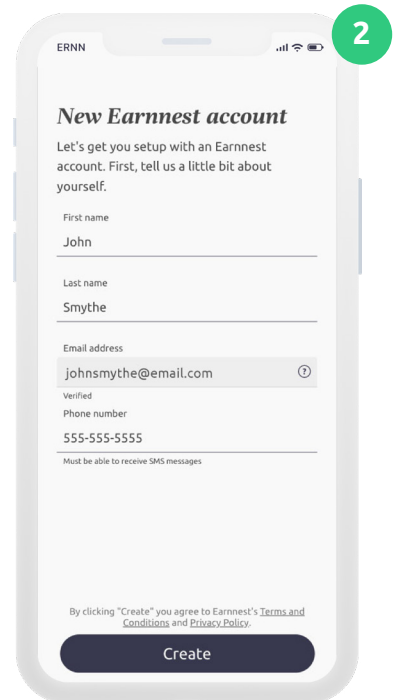 2
ERNN
New Earnnest account
Let's get you setup with an Earnnest
account. First, tell us a little bit about
yourself.
First name
John
Last name
Smythe
Email address
johnsmythe@email.com ?
Verified
Phone number
555-555-5555
Must be able to receive SMS messages
By clicking "Create" you agree to Earnnest's Terms and
Conditions and Privacy Policy.
Create